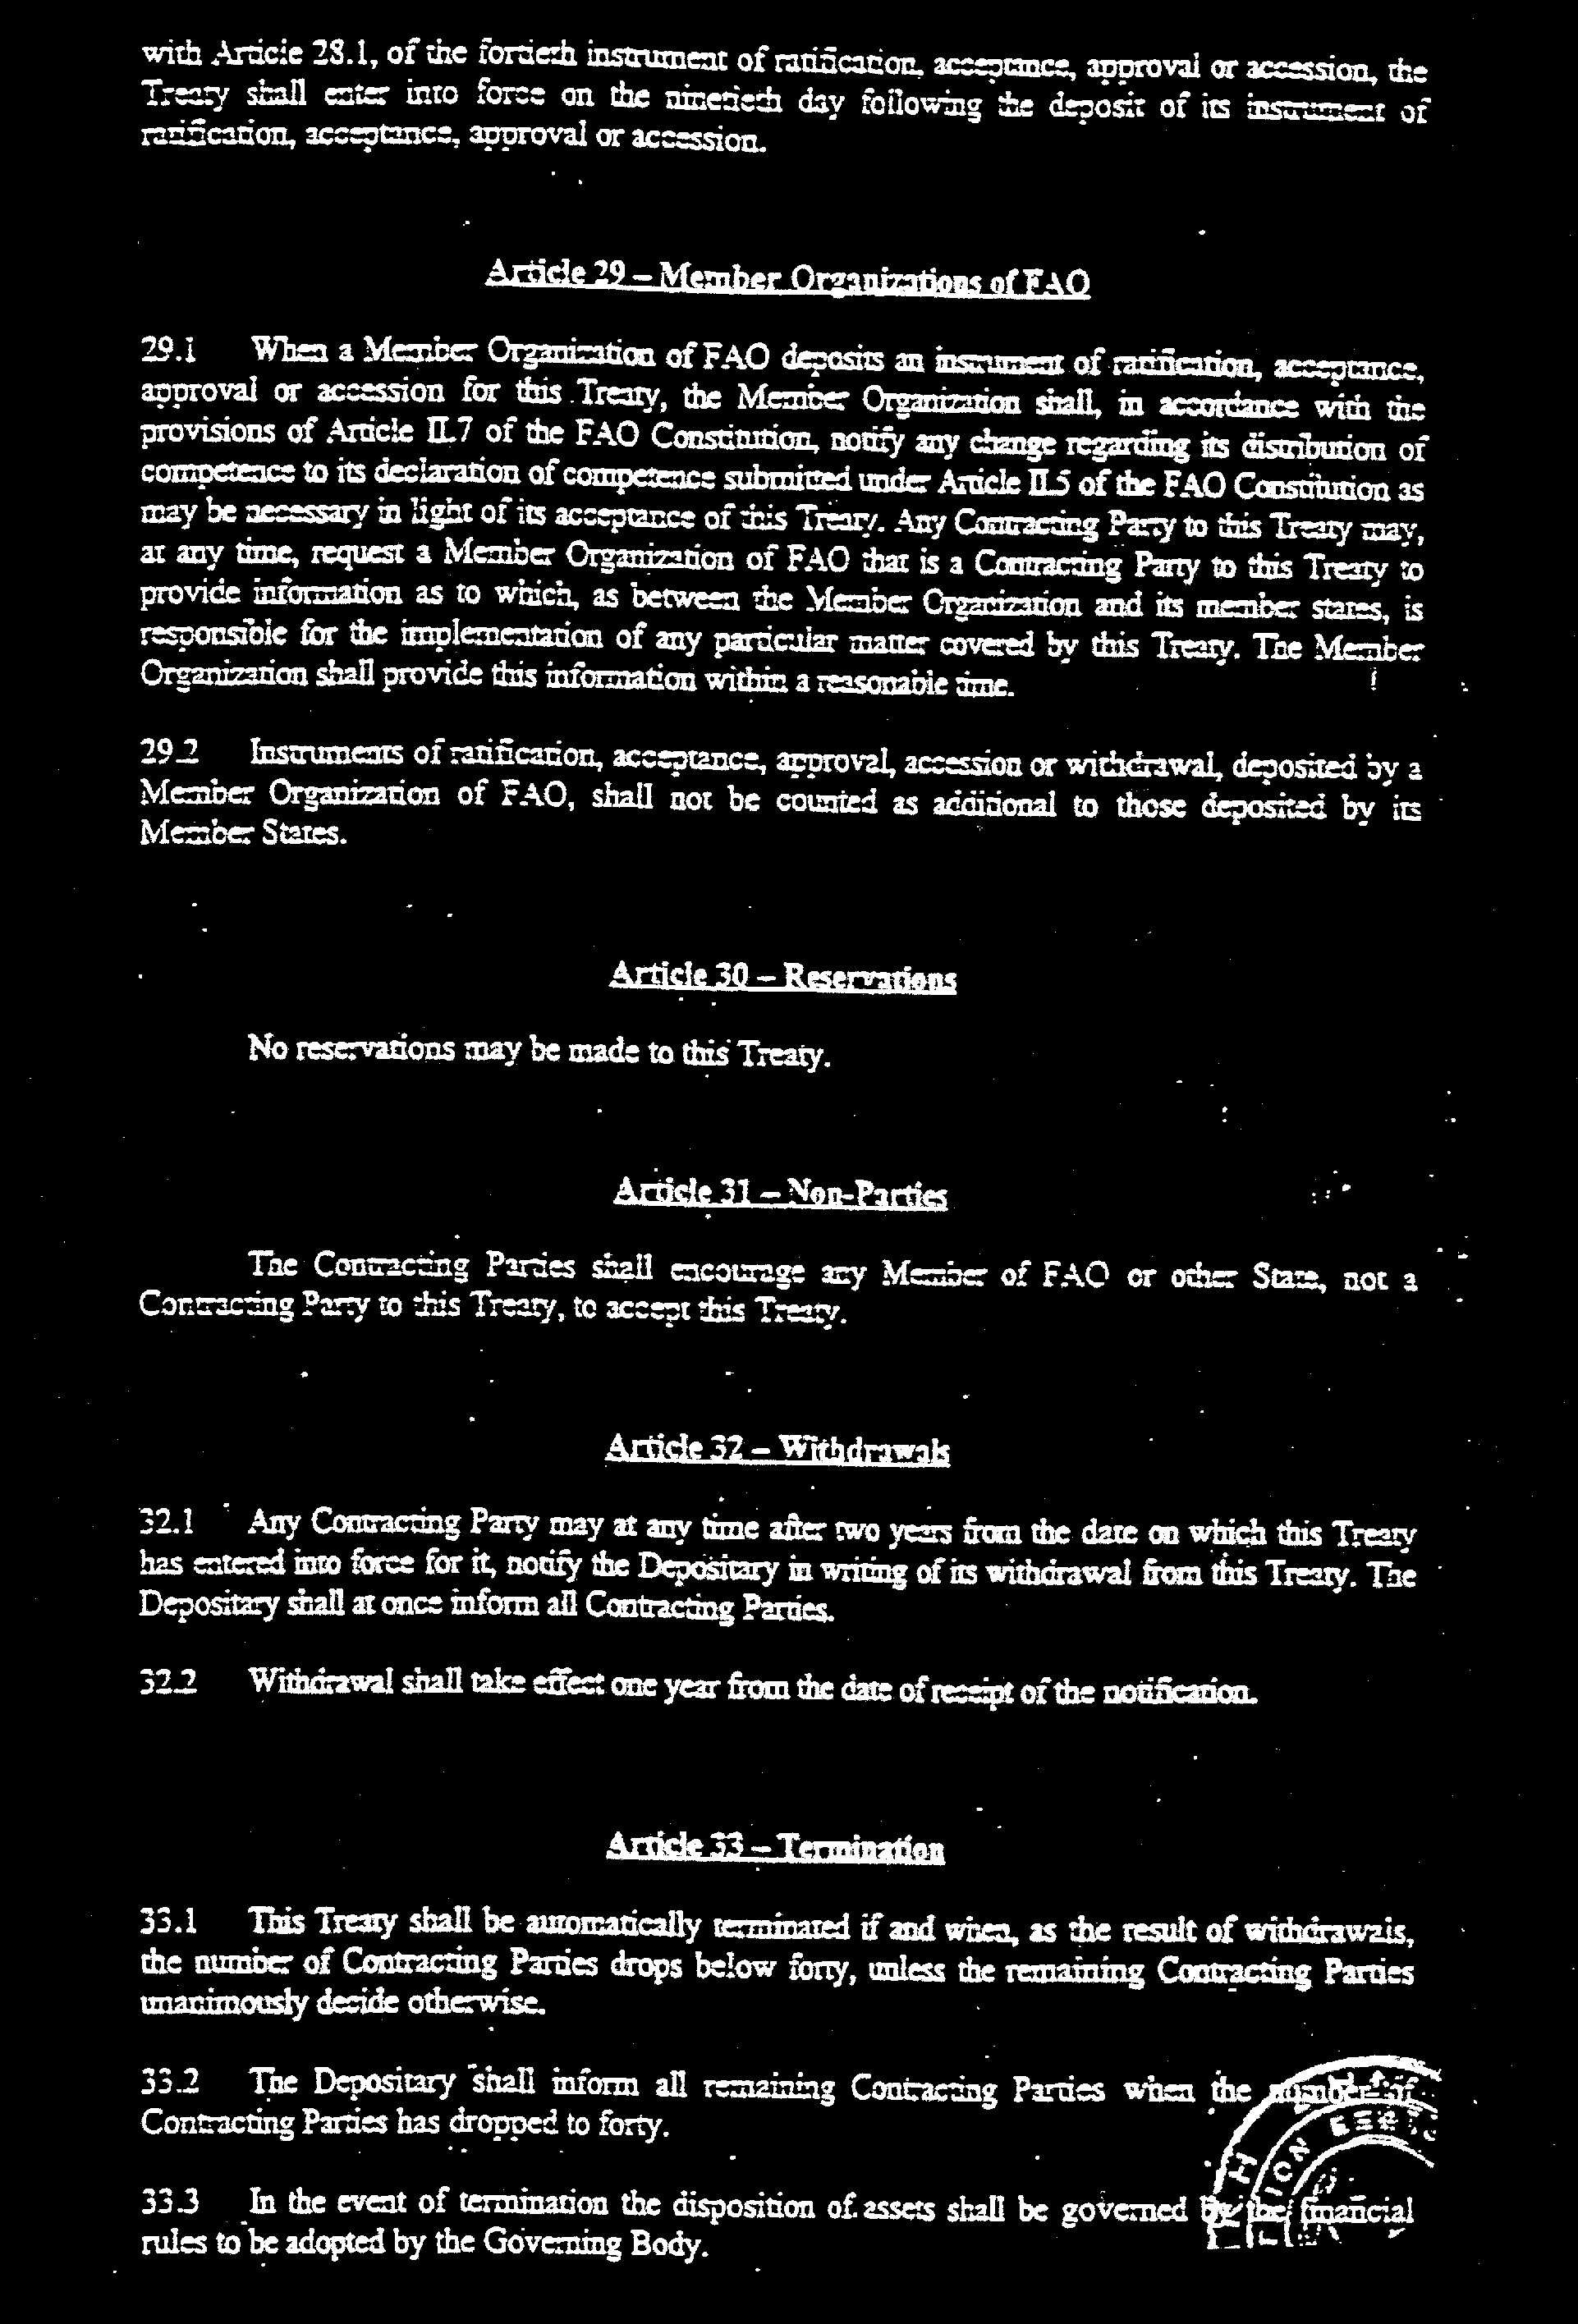 with Article 28.1, of the fortieth instrument of ratification, acceptance, approval or accession, the
Treaty shall enter into force on the ninetieth day following the deposit of its instrument of
ratification, acceptance, approval or accession.
Article 29 – Member Organizations of FAO
29.1 When a Member Organization of FAO deposits an instrument of ratification, acceptance,
approval or accession for this Treaty, the Member Organization shall, in accordance with the
provisions of Article II.7 of the FAO Constitution, notify any change regarding its distribution of
competence to its declaration of competence submitted under Article II.5 of the FAO Constitution as
may be necessary in light of its acceptance of this Treaty. Any Contracting Party to this Treaty may,
at any time, request a Member Organization of FAO that is a Contracting Party to this Treaty to
provide information as to which, as between the Member Organization and its member states, is
responsible for the implementation of any particular matter covered by this Treaty. The Member
Organization shall provide this information within a reasonable time.
29.2 Instruments of ratification, acceptance, approval, accession or withdrawal, deposited by a
Member Organization of FAO, shall not be counted as additional to those deposited by its
Member States.
Article 30 – Reservations
No reservations may be made to this Treaty.
Article 31 – Non-Parties
The Contracting Parties shall encourage any Member of FAO or other State, not a
Contracting Party to this Treaty, to accept this Treaty.
Article 32 – Withdrawals
32.1 Any Contracting Party may at any time after two years from the date on which this Treaty
has entered into force for it, notify the Depositary in writing of its withdrawal from this Treaty. The
Depositary shall at once inform all Contracting Parties.
32.2 Withdrawal shall take effect one year from the date of receipt of the notification.
Article 33 – Termination
33.1 This Treaty shall be automatically terminated if and when, as the result of withdrawals,
the number of Contracting Parties drops below forty, unless the remaining Contracting Parties
unanimously decide otherwise.
33.2 The Depositary shall inform all remaining Contracting Parties when the number of
Contracting Parties has dropped to forty.
33.3 In the event of termination the disposition of assets shall be governed by the financial
rules to be adopted by the Governing Body.